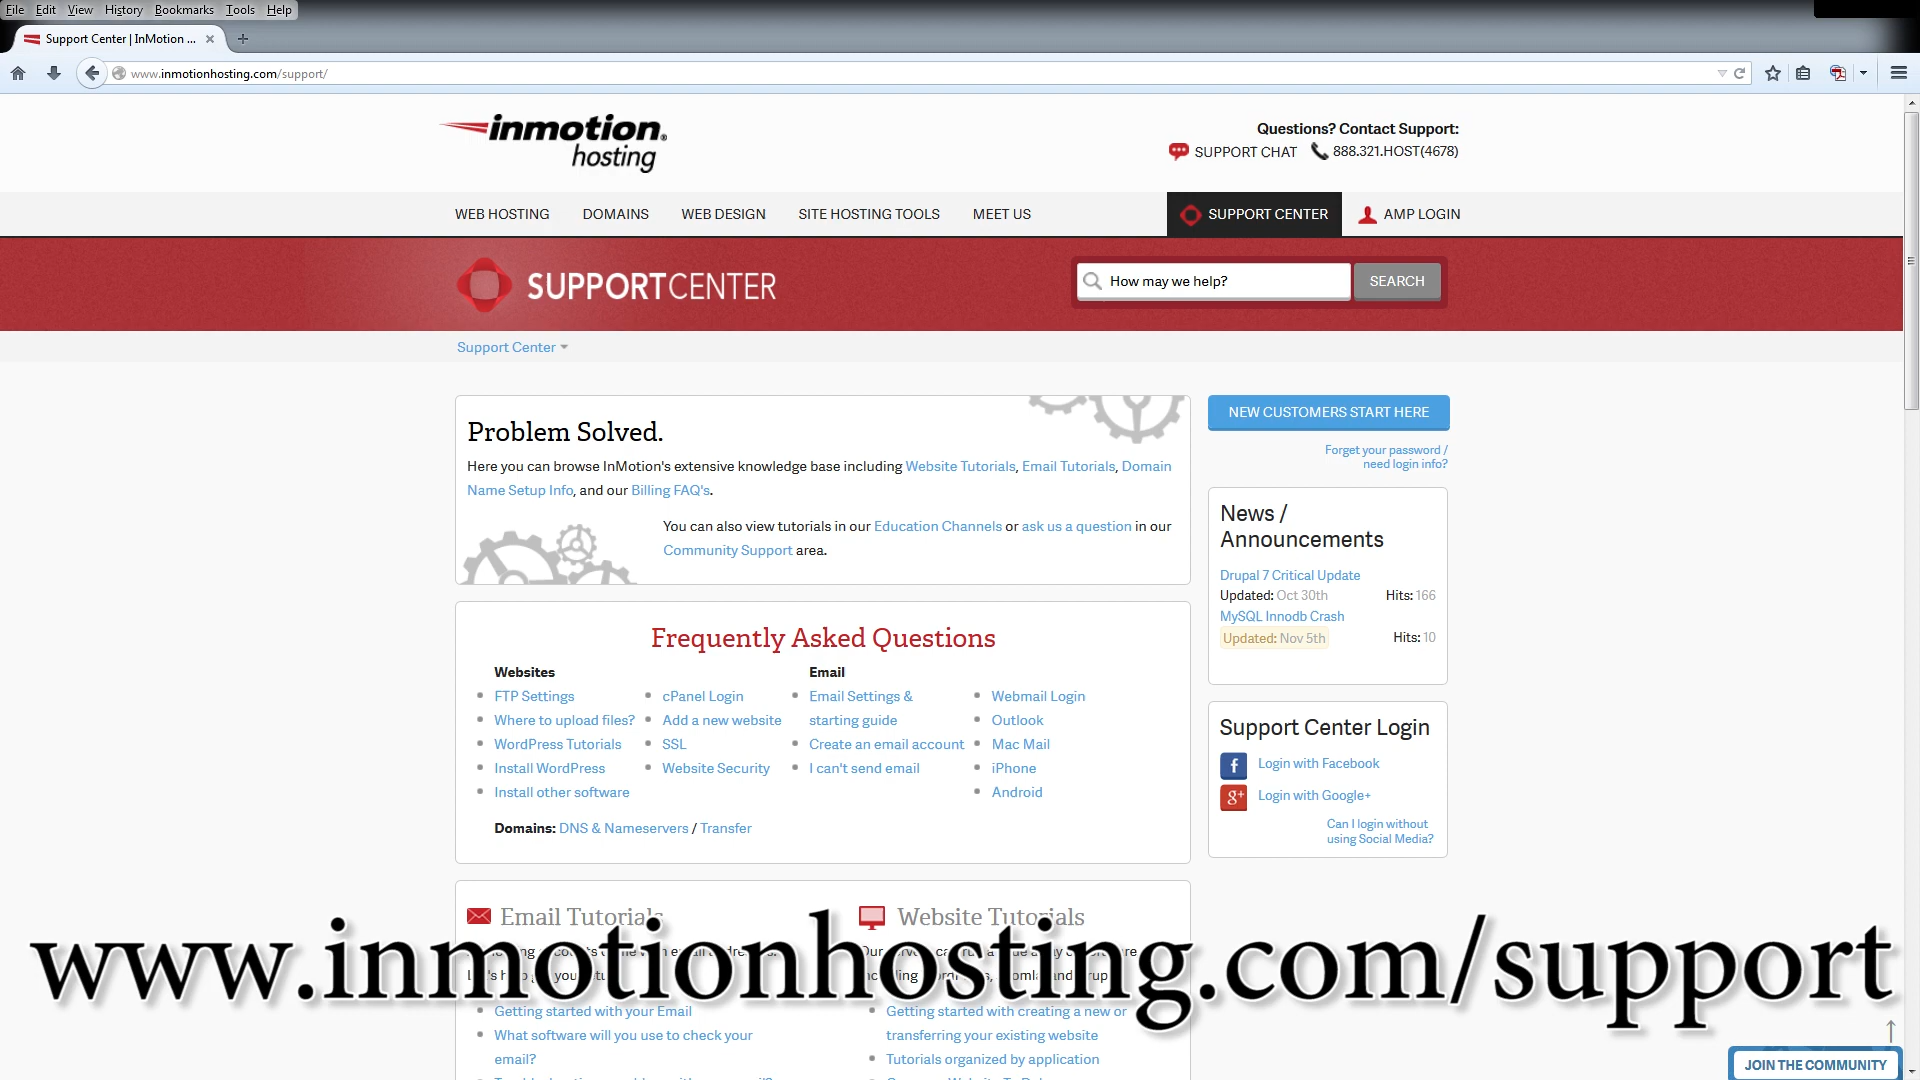 File Edit View History Bookmarks Tools Help
Support Center | InMotion ...
www.inmotionhosting.com/support/
inmotion® hosting
Questions? Contact Support:
SUPPORT CHAT 888.321.HOST(4678)
WEB HOSTING DOMAINS WEB DESIGN SITE HOSTING TOOLS MEET US SUPPORT CENTER AMP LOGIN
SUPPORTCENTER
How may we help? SEARCH
Support Center
Problem Solved.
Here you can browse InMotion's extensive knowledge base including Website Tutorials, Email Tutorials, Domain
Name Setup Info, and our Billing FAQ's.
You can also view tutorials in our Education Channels or ask us a question in our
Community Support area.
NEW CUSTOMERS START HERE
Forget your password /
need login info?
News /
Announcements
Drupal 7 Critical Update
Updated: Oct 30th Hits: 166
MySQL Innodb Crash
Updated: Nov 5th Hits: 10
Frequently Asked Questions
Websites
FTP Settings
Where to upload files?
WordPress Tutorials
Install WordPress
Install other software
cPanel Login
Add a new website
SSL
Website Security
Email
Email Settings &
starting guide
Create an email account
I can't send email
Webmail Login
Outlook
Mac Mail
iPhone
Android
Domains: DNS & Nameservers / Transfer
Support Center Login
f Login with Facebook
g+ Login with Google+
Can I login without
using Social Media?
Email Tutorials
Getting started with your Email
What software will you use to check your
email?
Website Tutorials
Getting started with creating a new or
transferring your existing website
Tutorials organized by application
www.inmotionhosting.com/support
JOIN THE COMMUNITY